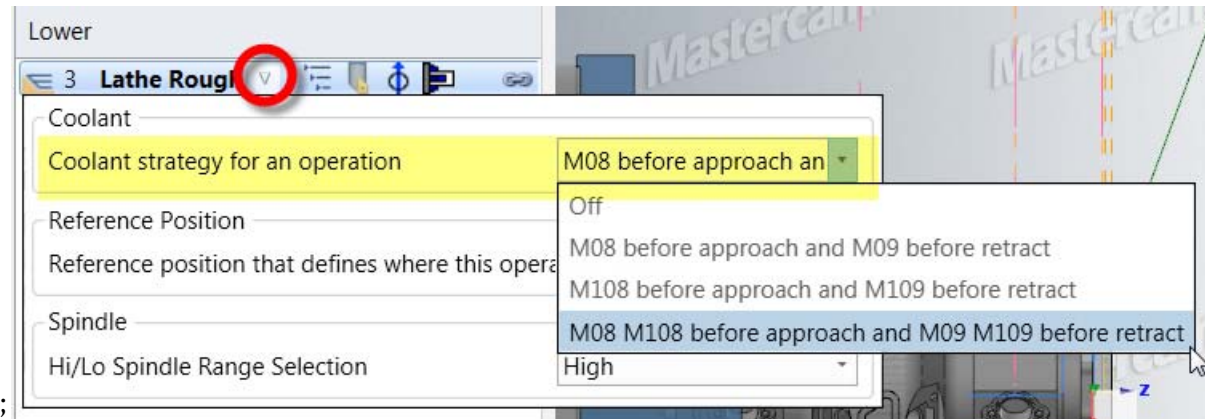 Lower
3 Lathe Rough
Coolant
Coolant strategy for an operation M08 before approach an
Off
M08 before approach and M09 before retract
M108 before approach and M109 before retract
M08 M108 before approach and M09 M109 before retract
Reference Position
Reference position that defines where this opera
Spindle
Hi/Lo Spindle Range Selection High
;
Mastercam
Mastercam
Masterca
Z